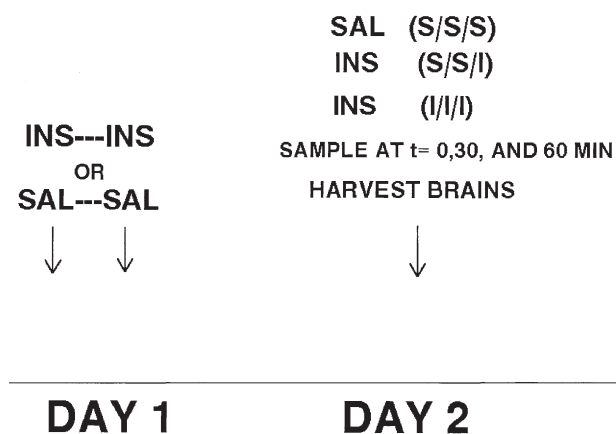 SAL (S/S/S)
INS (S/S/I)
INS (I/I/I)
INS---INS
OR
SAL---SAL
SAMPLE AT t= 0,30, AND 60 MIN
HARVEST BRAINS
DAY 1
DAY 2